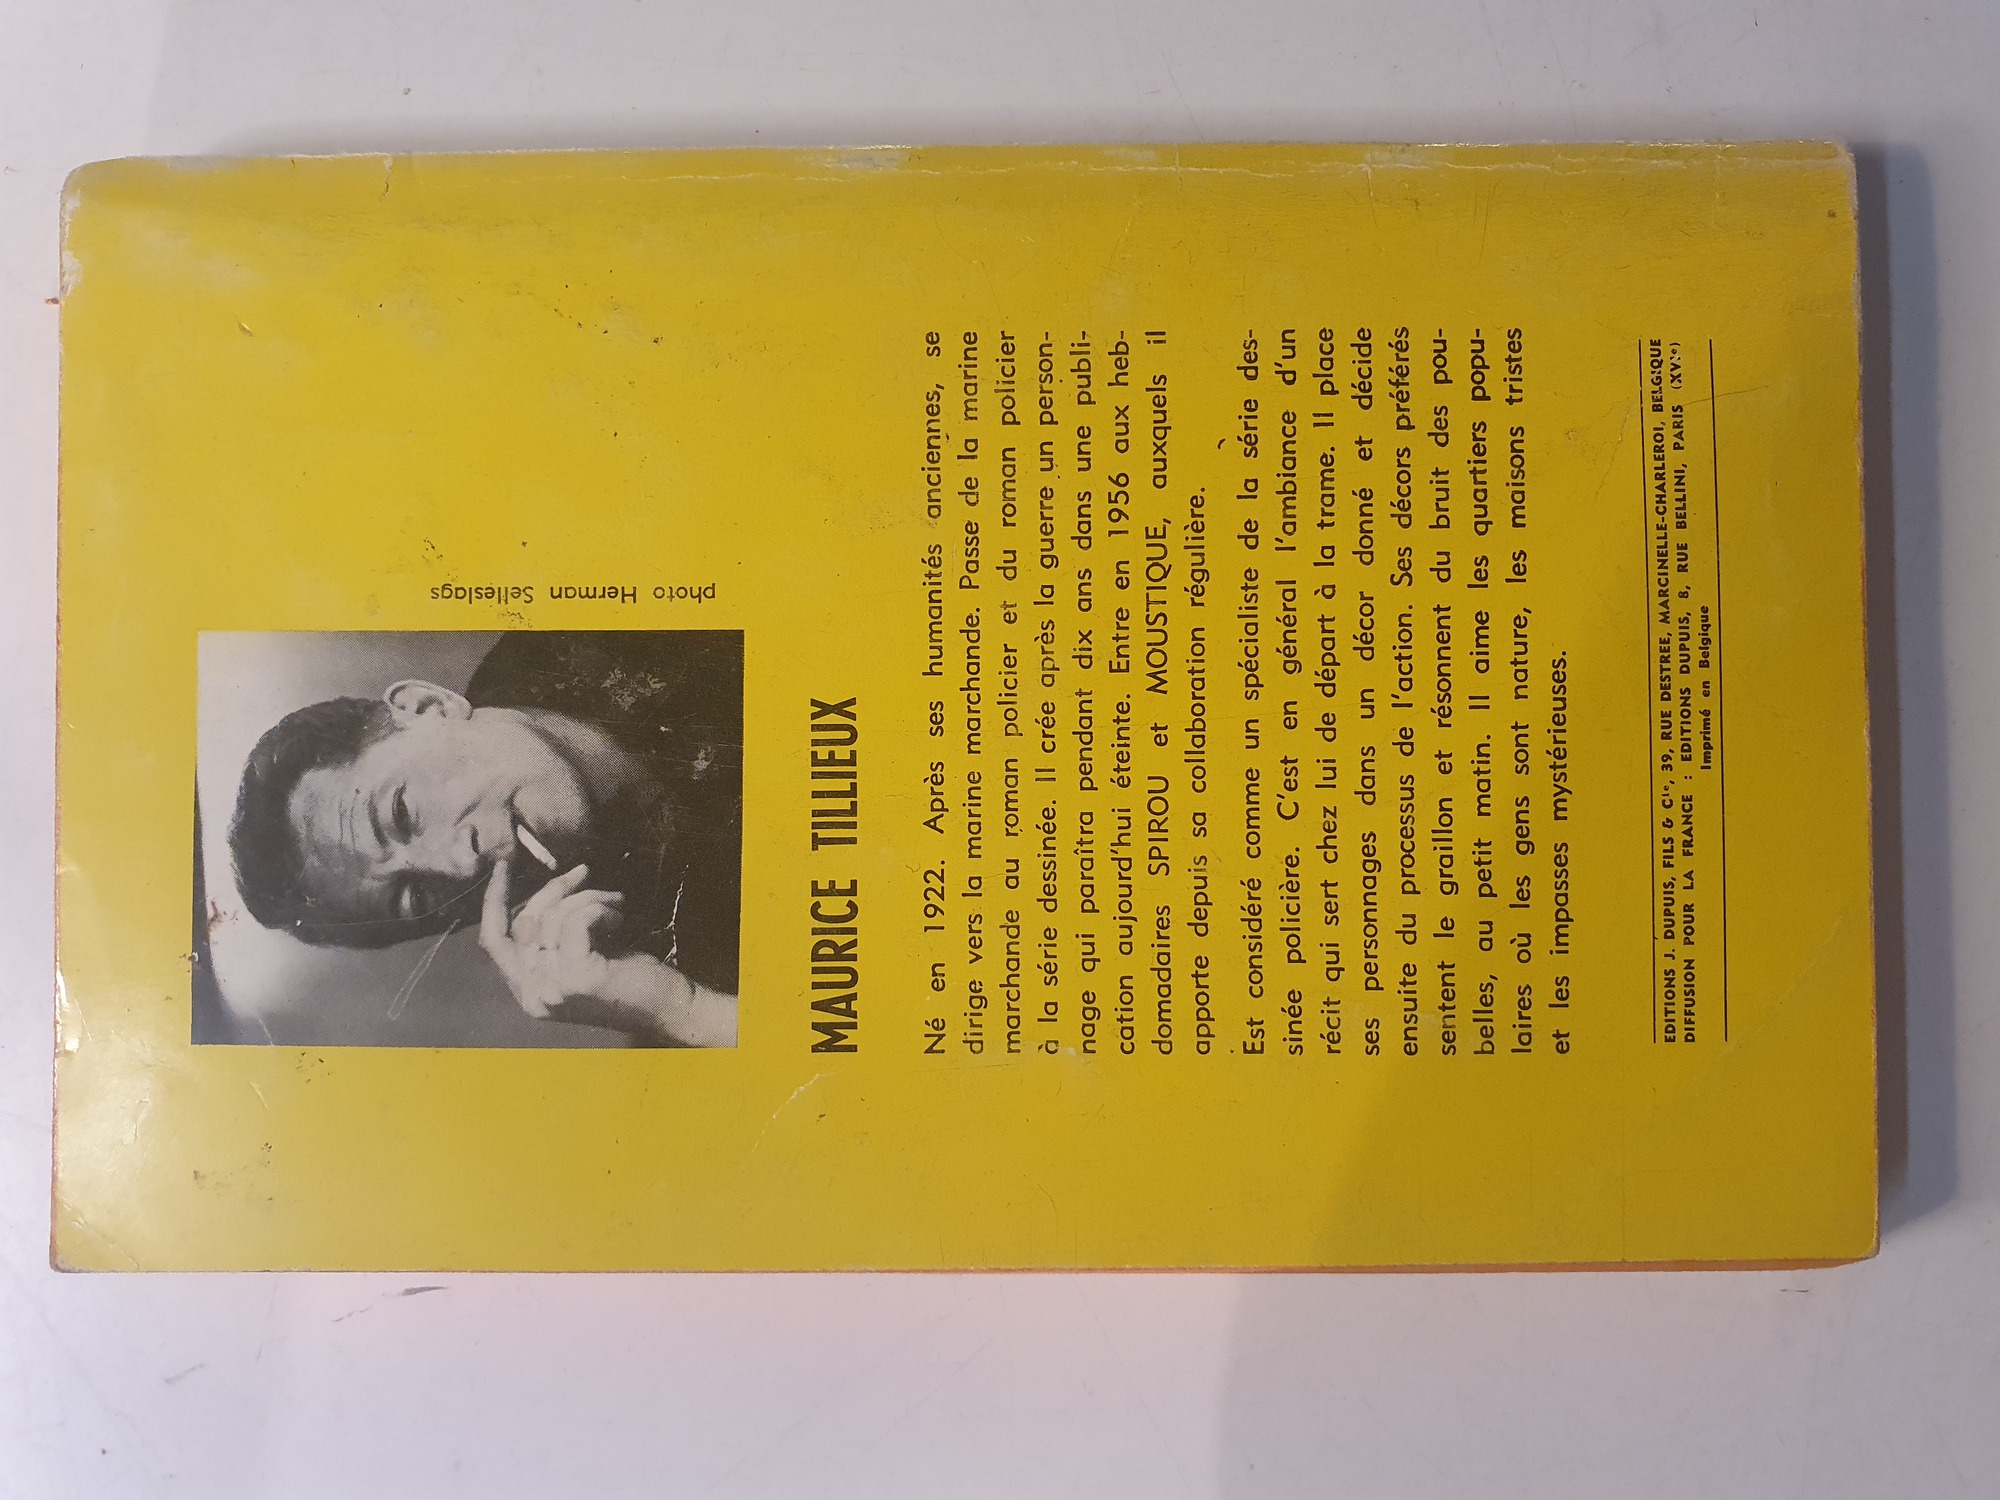 photo Herman Selleslags
MAURICE TILLIEUX
Né en 1922. Après ses humanités anciennes, se
dirige vers la marine marchande. Passe de la marine
marchande au roman policier et du roman policier
à la série dessinée. Il crée après la guerre un person-
nage qui paraîtra pendant dix ans dans une publi-
cation aujourd'hui éteinte. Entre en 1956 aux heb-
domadaires SPIROU et MOUSTIQUE, auxquels il
apporte depuis sa collaboration régulière.
Est considéré comme un spécialiste de la série des-
sinée policière. C'est en général l'ambiance d'un
récit qui sert chez lui de départ à la trame. Il place
ses personnages dans un décor donné et décide
ensuite du processus de l'action. Ses décors préférés
sentent le graillon et résonnent du bruit des pou-
belles, au petit matin. Il aime les quartiers popu-
laires où les gens sont nature, les maisons tristes
et les impasses mystérieuses.
EDITIONS J. DUPUIS, FILS & Cie, 39, RUE DESTREE, MARCINELLE-CHARLEROI, BELGIQUE
DIFFUSION POUR LA FRANCE : EDITIONS DUPUIS, 8, RUE BELLINI, PARIS (XVIe)
Imprimé en Belgique